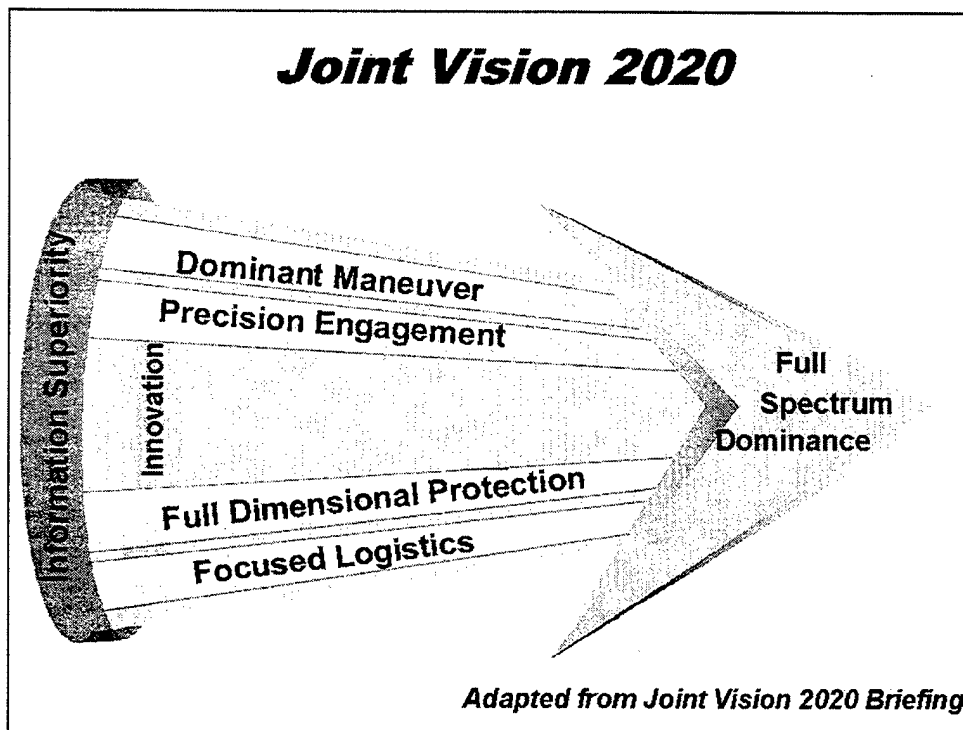 Joint Vision 2020
Information Superiority
Innovation
Dominant Maneuver
Precision Engagement
Full Dimensional Protection
Focused Logistics
Full
Spectrum
Dominance
Adapted from Joint Vision 2020 Briefing